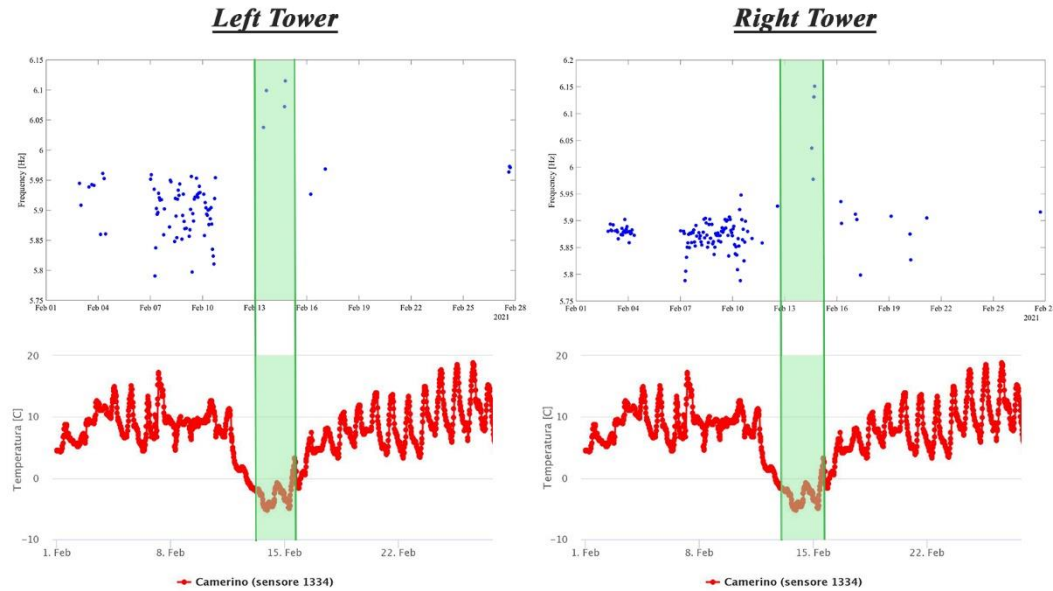 Left Tower
6.15
6.1
6.05
6
5.95
5.9
5.85
5.8
5.75
Frequency [Hz]
Feb 01
Feb 04
Feb 07
Feb 10
Feb 13
Feb 16
Feb 19
Feb 22
Feb 25
Feb 28
2021
20
10
0
−10
Temperatura [C]
1. Feb
8. Feb
15. Feb
22. Feb
Camerino (sensore 1334)
Right Tower
6.2
6.15
6.1
6.05
6
5.95
5.9
5.85
5.8
5.75
Frequency [Hz]
Feb 01
Feb 04
Feb 07
Feb 10
Feb 13
Feb 16
Feb 19
Feb 22
Feb 25
Feb 2
2021
20
10
0
−10
Temperatura [C]
1. Feb
8. Feb
15. Feb
22. Feb
Camerino (sensore 1334)